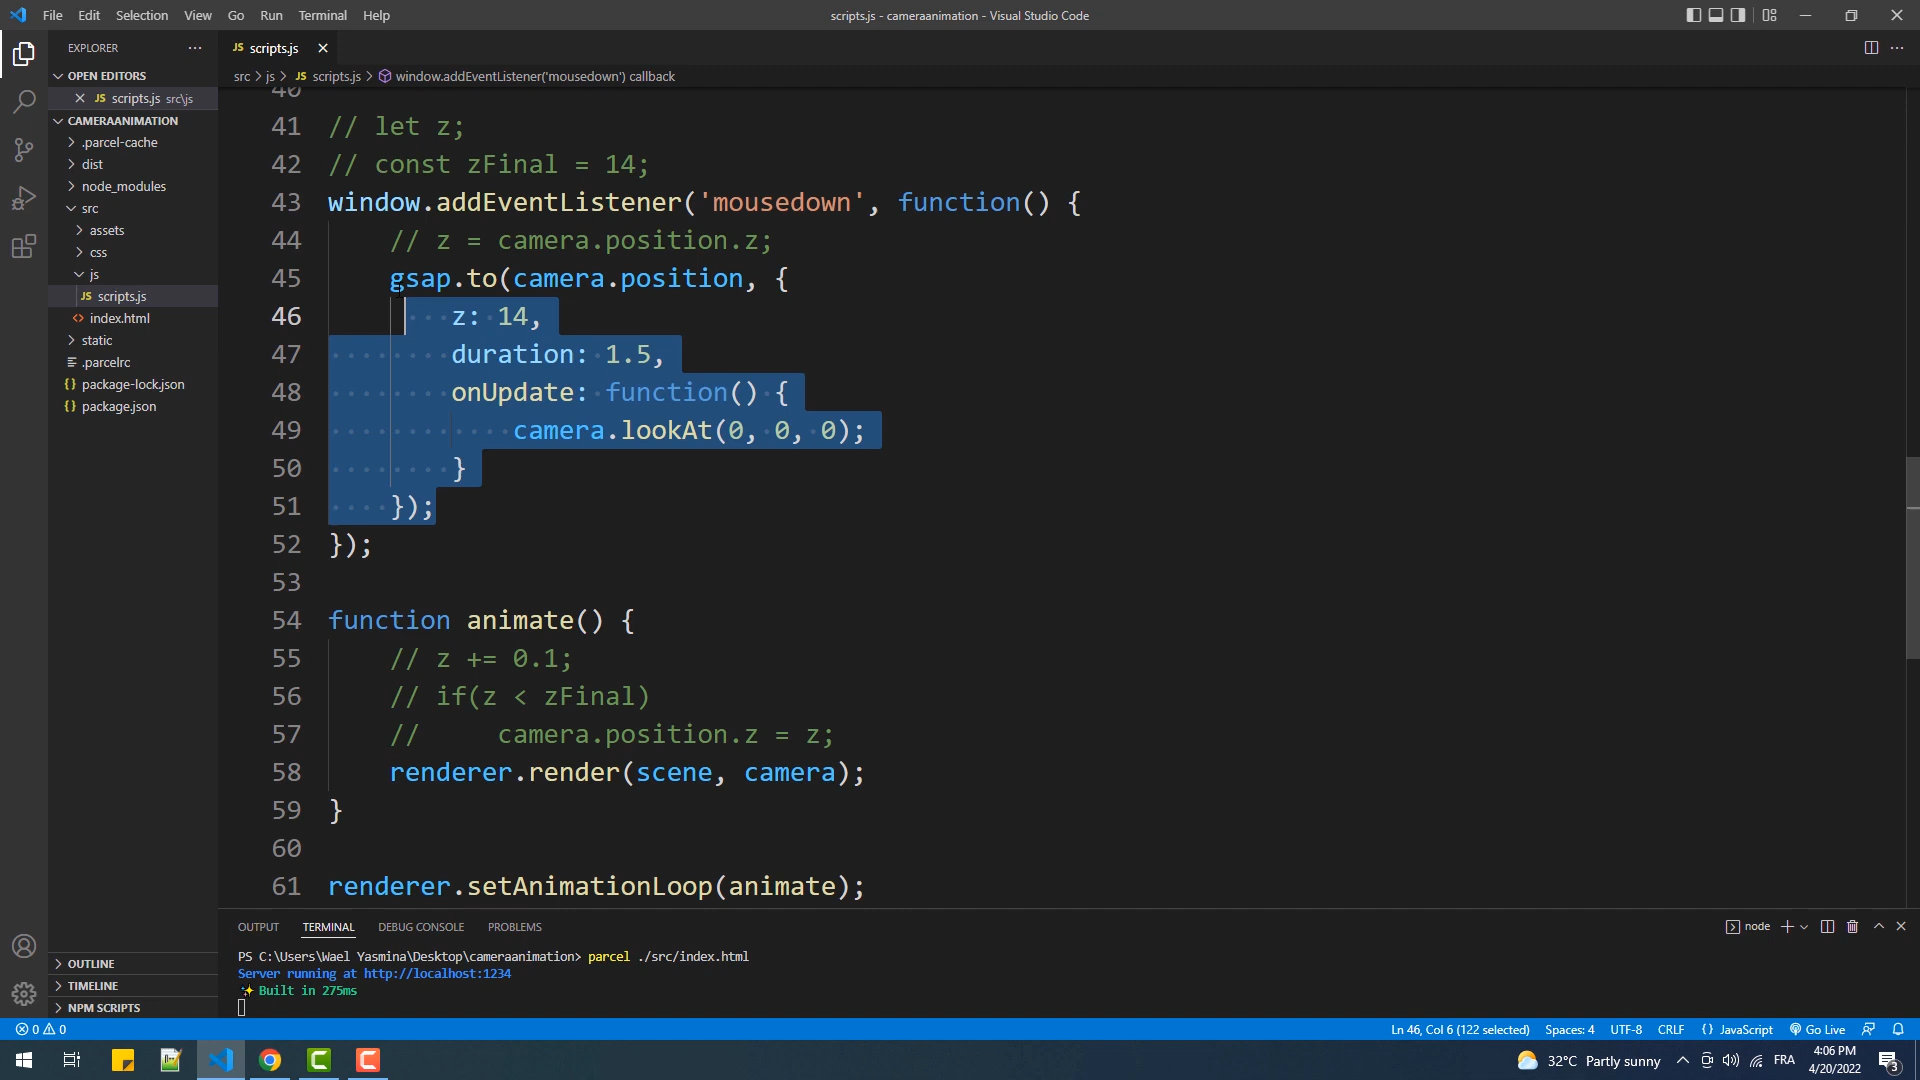 File Edit Selection View Go Run Terminal Help
scripts.js - cameraanimation - Visual Studio Code
EXPLORER
JS scripts.js
OPEN EDITORS
JS scripts.js src\js
CAMERAANIMATION
.parcel-cache
dist
node_modules
src
assets
css
js
JS scripts.js
index.html
static
.parcelrc
package-lock.json
package.json
OUTLINE
TIMELINE
NPM SCRIPTS
src > js > JS scripts.js > window.addEventListener('mousedown') callback
40
41 // let z;
42 // const zFinal = 14;
43 window.addEventListener('mousedown', function() {
44 // z = camera.position.z;
45 gsap.to(camera.position, {
46 z: 14,
47 duration: 1.5,
48 onUpdate: function() {
49 camera.lookAt(0, 0, 0);
50 }
51 });
52 });
53
54 function animate() {
55 // z += 0.1;
56 // if(z < zFinal)
57 // camera.position.z = z;
58 renderer.render(scene, camera);
59 }
60
61 renderer.setAnimationLoop(animate);
OUTPUT TERMINAL DEBUG CONSOLE PROBLEMS
node
PS C:\Users\Wael Yasmina\Desktop\cameraanimation> parcel ./src/index.html
Server running at http://localhost:1234
✨ Built in 275ms
0 0
Ln 46, Col 6 (122 selected) Spaces: 4 UTF-8 CRLF {} JavaScript Go Live
32°C Partly sunny
FRA
4:06 PM
4/20/2022
3